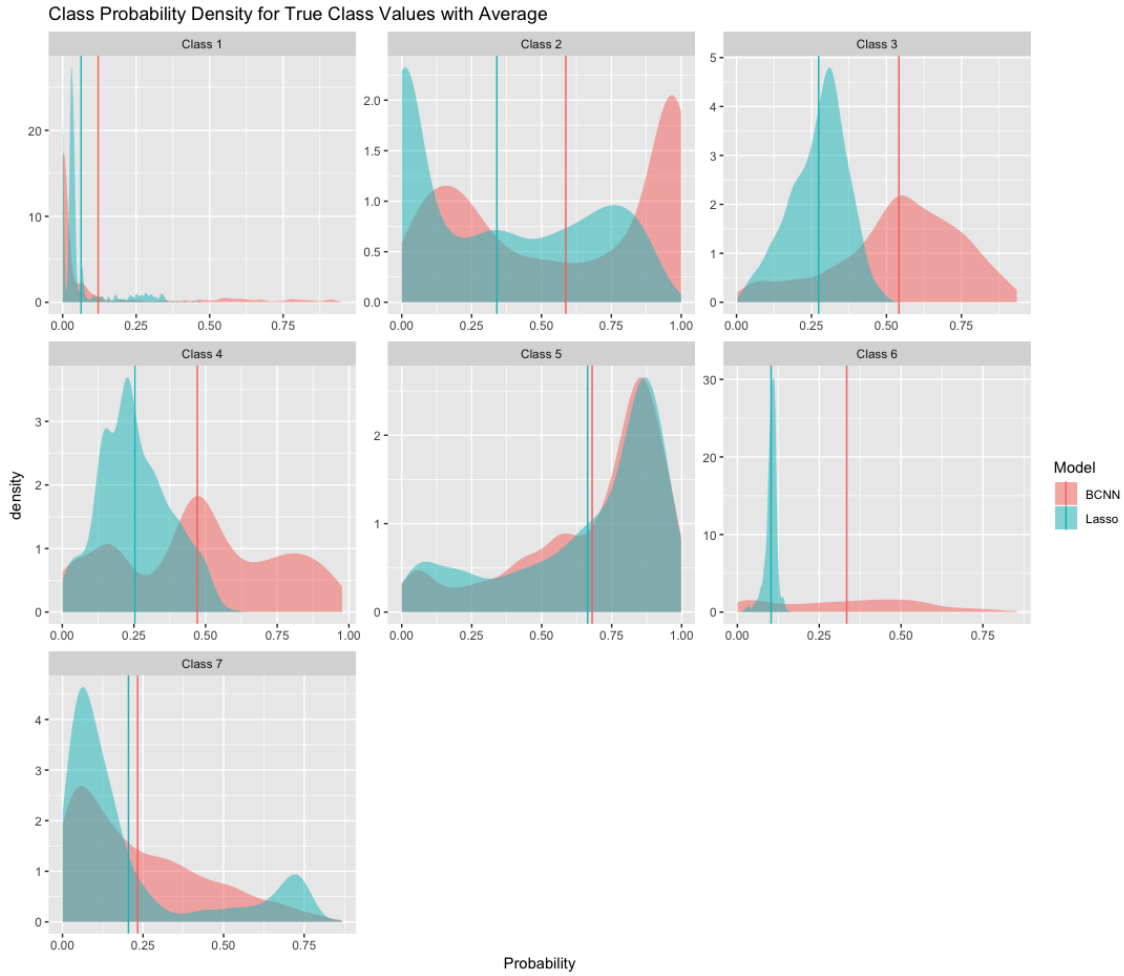 Class Probability Density for True Class Values with Average
Class 1
Class 2
Class 3
20
10
0
0.00 0.25 0.50 0.75
2.0
1.5
1.0
0.5
0.0
0.00 0.25 0.50 0.75 1.00
5
4
3
2
1
0
0.00 0.25 0.50 0.75
Class 4
Class 5
Class 6
3
2
1
0
0.00 0.25 0.50 0.75 1.00
2
1
0
0.00 0.25 0.50 0.75 1.00
30
20
10
0
0.00 0.25 0.50 0.75
density
Model
BCNN
Lasso
Class 7
4
3
2
1
0
0.00 0.25 0.50 0.75
Probability